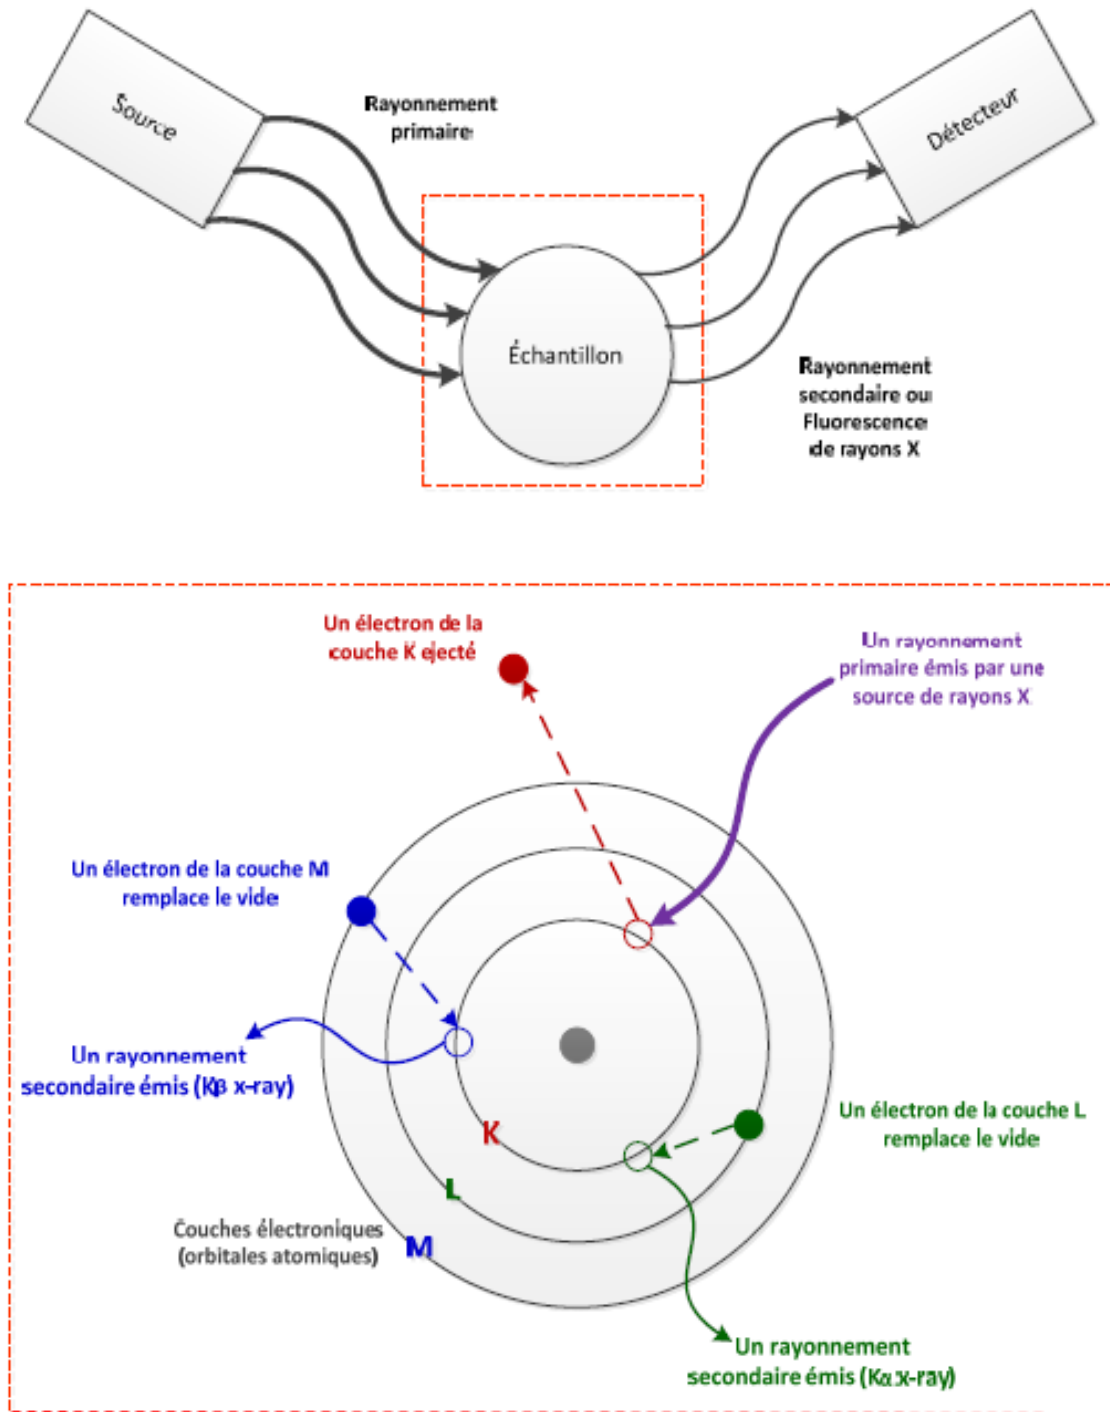 Source
Rayonnement
primaire
Détecteur
Échantillon
Rayonnement
secondaire ou
Fluorescence
de rayons X
Un électron de la
couche K ejecté
Un rayonnement
primaire émis par une
source de rayons X
Un électron de la couche M
remplace le vide
Un rayonnement
secondaire émis (Kβ x-ray)
Un électron de la couche L
remplace le vide
K
L
M
Couches électroniques
(orbitales atomiques)
Un rayonnement
secondaire émis (Kα x-ray)